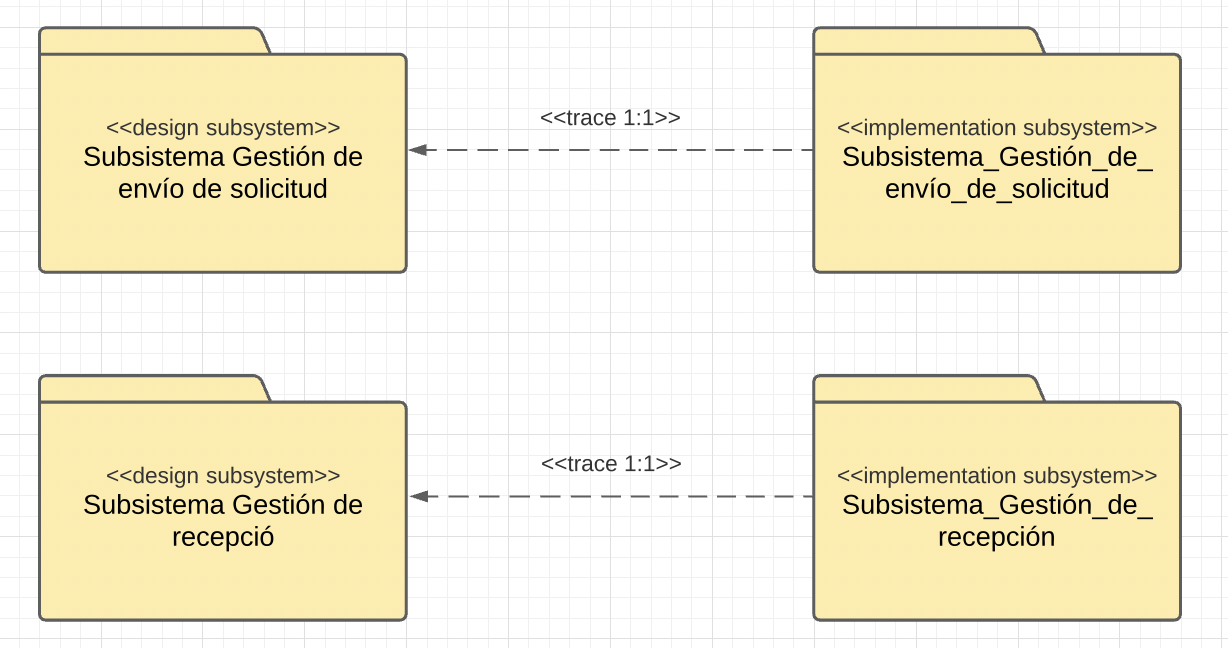 <<design subsystem>>
Subsistema Gestión de
envío de solicitud
<<trace 1:1>>
<<implementation subsystem>>
Subsistema_Gestión_de_
envío_de_solicitud
<<design subsystem>>
Subsistema Gestión de
recepció
<<trace 1:1>>
<<implementation subsystem>>
Subsistema_Gestión_de_
recepción